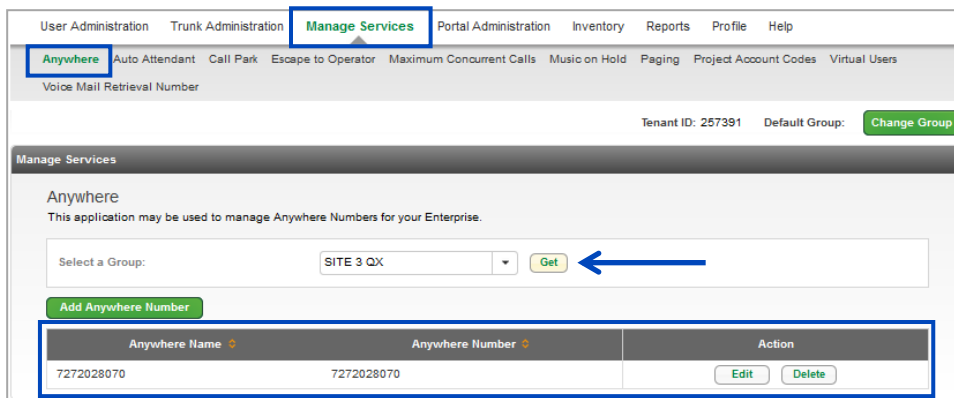 User Administration Trunk Administration Manage Services Portal Administration Inventory Reports Profile Help
Anywhere Auto Attendant Call Park Escape to Operator Maximum Concurrent Calls Music on Hold Paging Project Account Codes Virtual Users
Voice Mail Retrieval Number
Tenant ID: 257391 Default Group: Change Group
Manage Services
Anywhere
This application may be used to manage Anywhere Numbers for your Enterprise.
Select a Group: SITE 3 QX Get
Add Anywhere Number
Anywhere Name Anywhere Number Action
7272028070 7272028070 Edit Delete